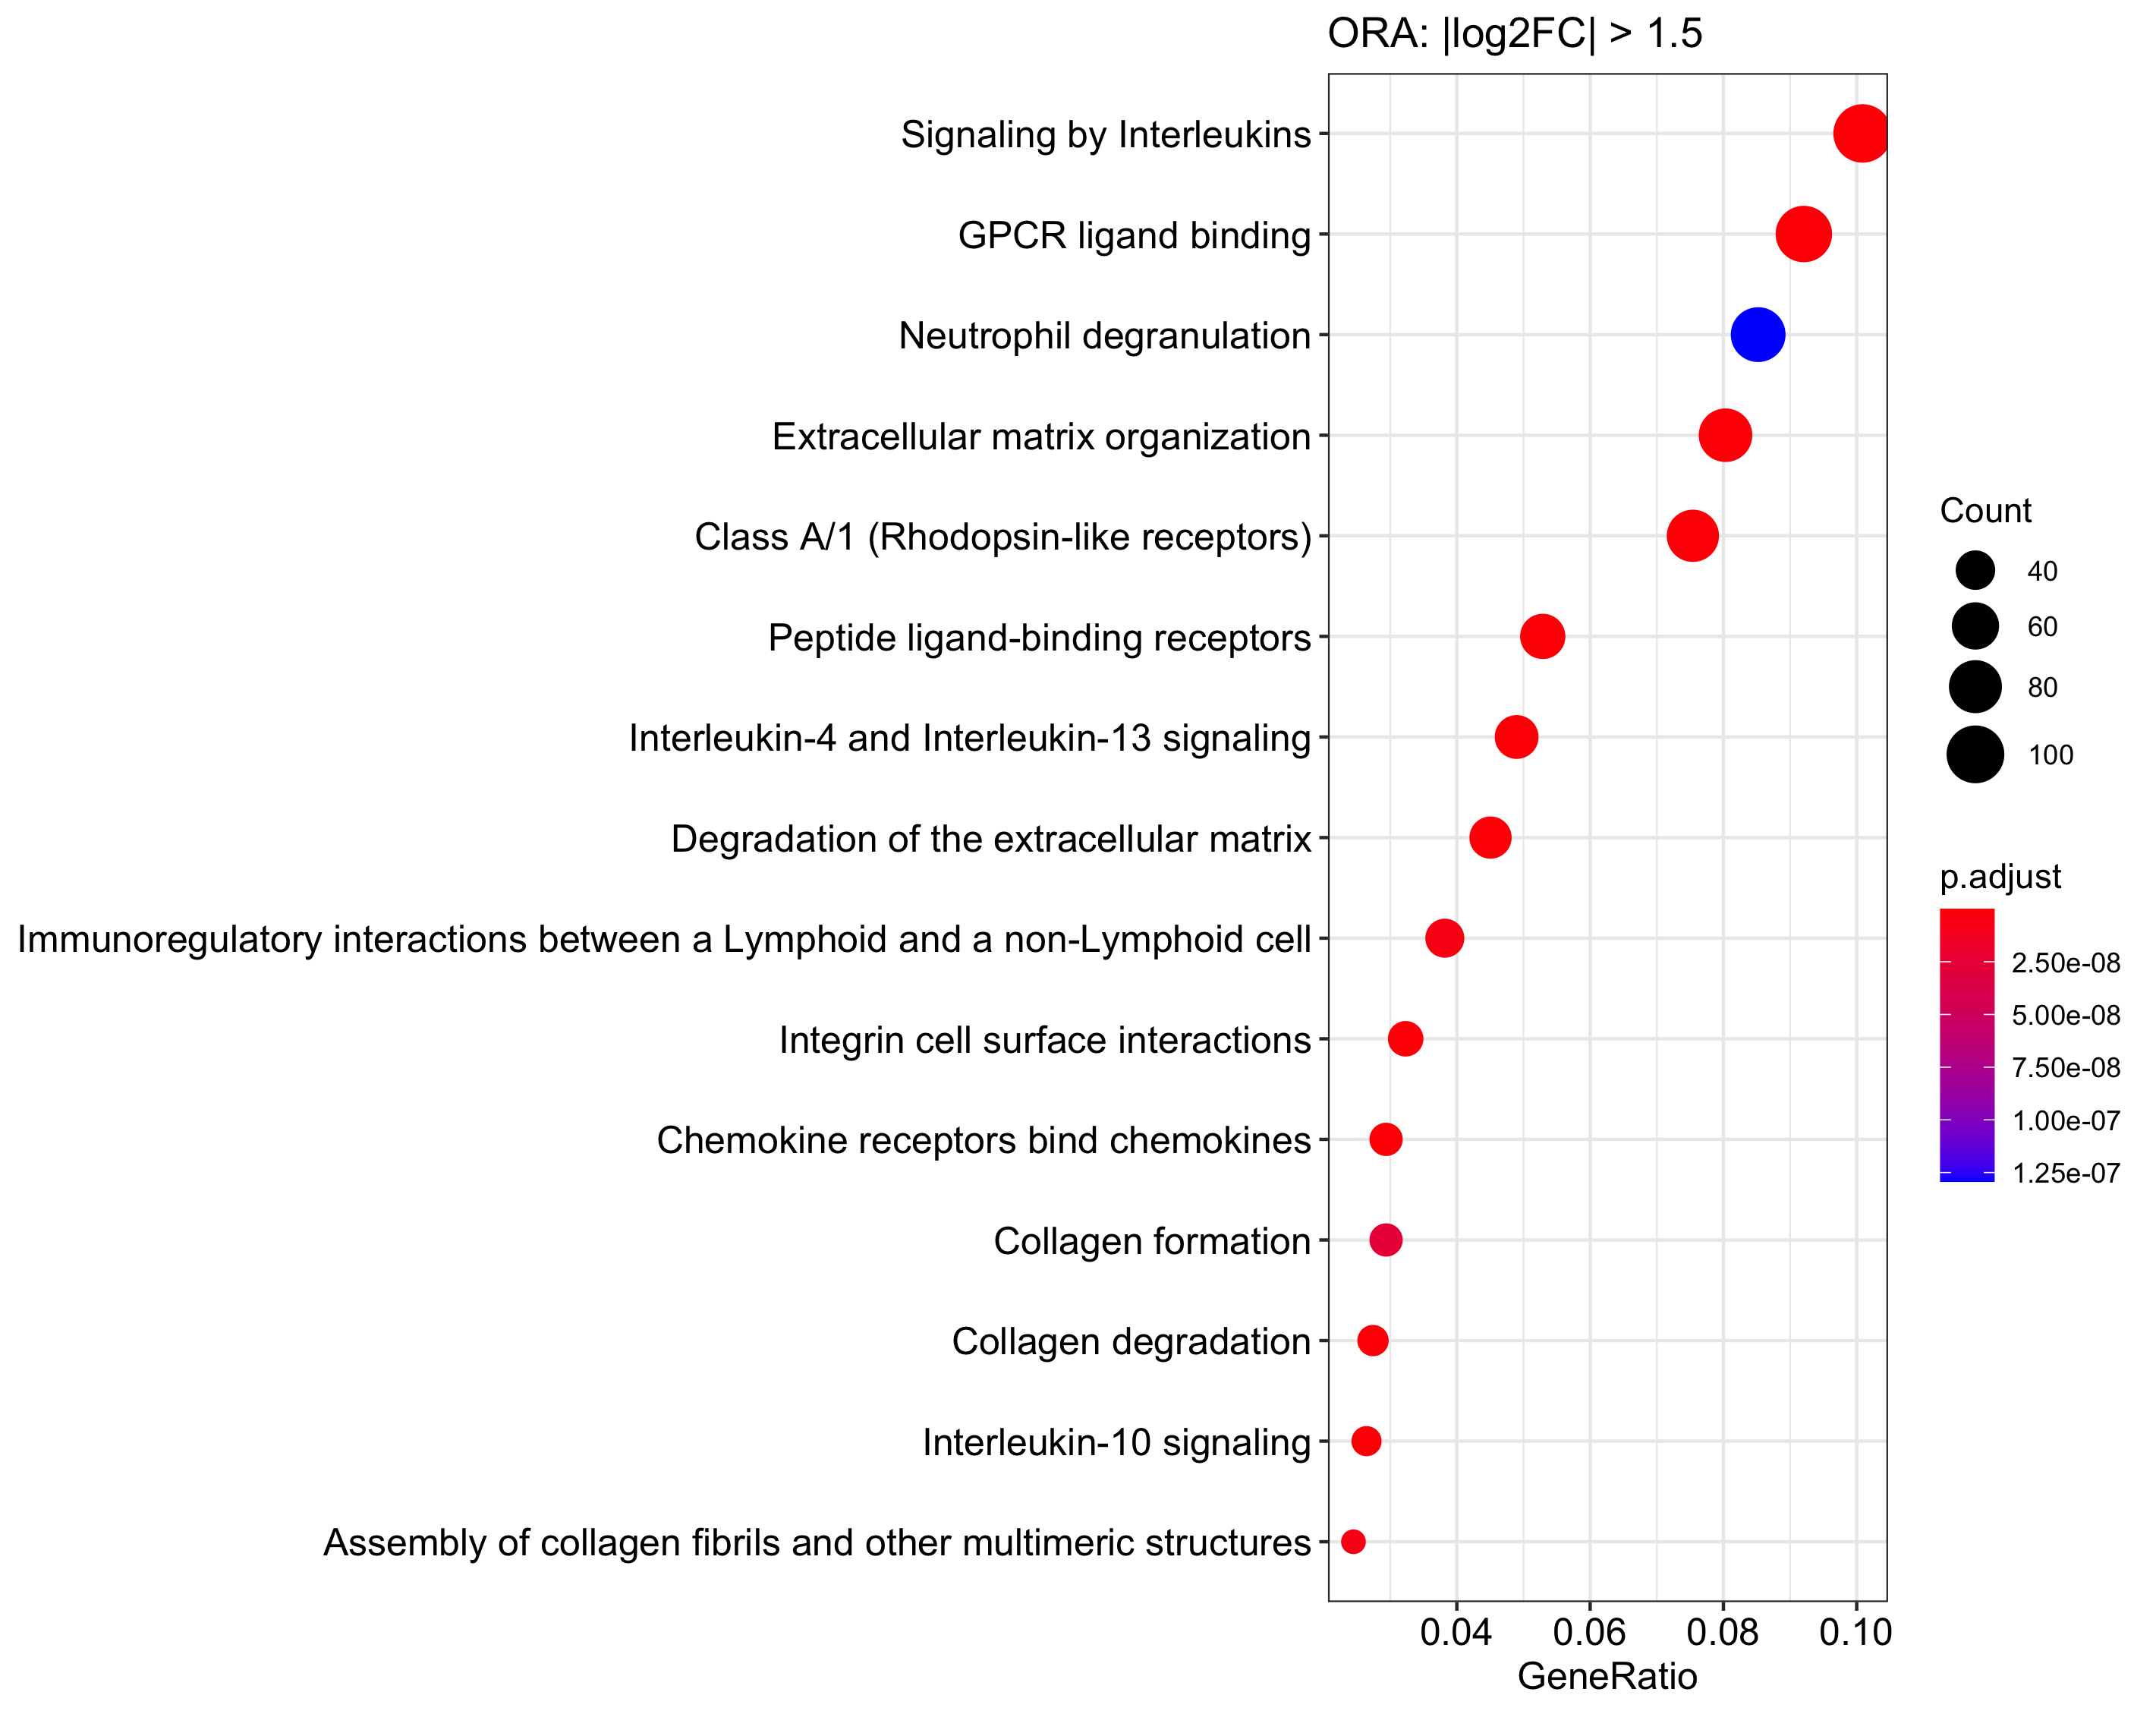 ORA: |log2FC| > 1.5
Signaling by Interleukins
GPCR ligand binding
Neutrophil degranulation
Extracellular matrix organization
Class A/1 (Rhodopsin-like receptors)
Peptide ligand-binding receptors
Interleukin-4 and Interleukin-13 signaling
Degradation of the extracellular matrix
Immunoregulatory interactions between a Lymphoid and a non-Lymphoid cell
Integrin cell surface interactions
Chemokine receptors bind chemokines
Collagen formation
Collagen degradation
Interleukin-10 signaling
Assembly of collagen fibrils and other multimeric structures
0.04 0.06 0.08 0.10
GeneRatio
Count
40
60
80
100
p.adjust
2.50e-08
5.00e-08
7.50e-08
1.00e-07
1.25e-07